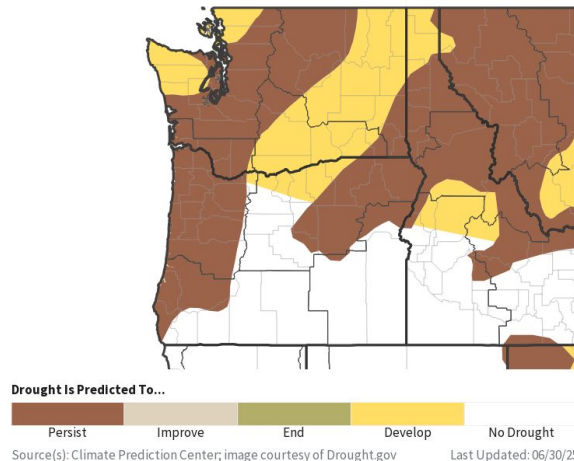 Drought Is Predicted To...
Persist Improve End Develop No Drought
Source(s): Climate Prediction Center; image courtesy of Drought.gov Last Updated: 06/30/25